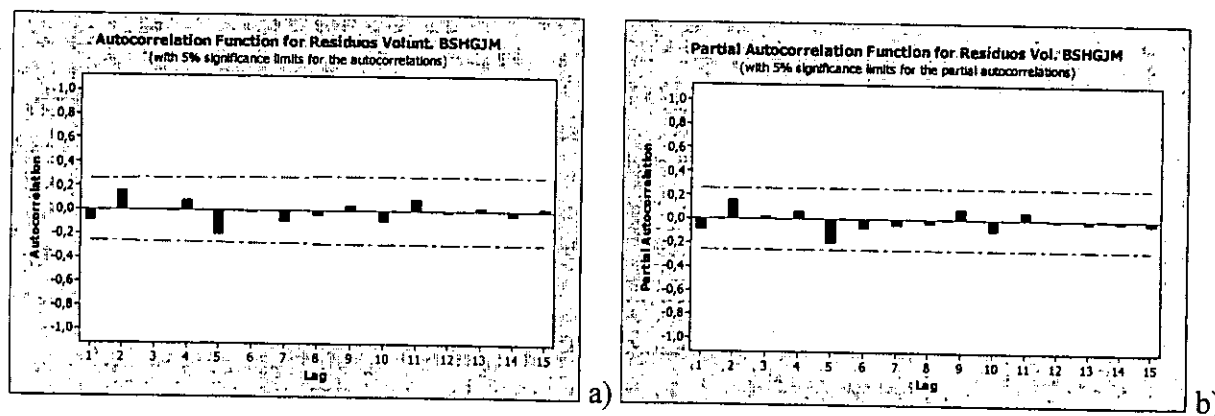 Autocorrelation Function for Residuos Volunt. BSHGJM
(with 5% significance limits for the autocorrelations)
1,0
0,8
0,6
0,4
0,2
0,0
-0,2
-0,4
-0,6
-0,8
-1,0
Autocorrelation
1 2 3 4 5 6 7 8 9 10 11 12 13 14 15
Lag
a)
Partial Autocorrelation Function for Residuos Vol. BSHGJM
(with 5% significance limits for the partial autocorrelations)
1,0
0,8
0,6
0,4
0,2
0,0
-0,2
-0,4
-0,6
-0,8
-1,0
Partial Autocorrelation
1 2 3 4 5 6 7 8 9 10 11 12 13 14 15
Lag
b)